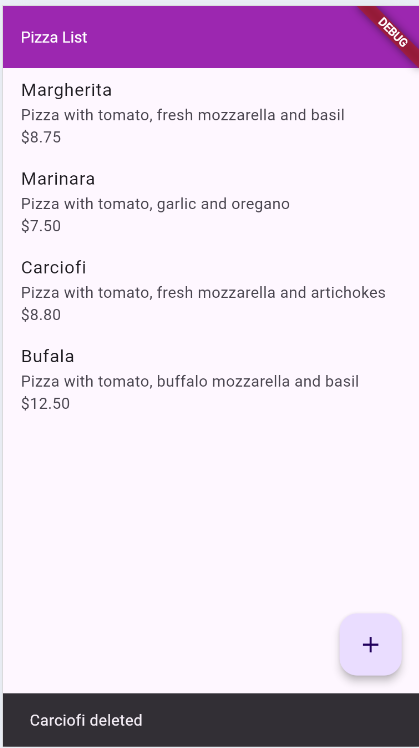 Pizza List
DEBUG
Margherita
Pizza with tomato, fresh mozzarella and basil
$8.75
Marinara
Pizza with tomato, garlic and oregano
$7.50
Carciofi
Pizza with tomato, fresh mozzarella and artichokes
$8.80
Bufala
Pizza with tomato, buffalo mozzarella and basil
$12.50
+
Carciofi deleted